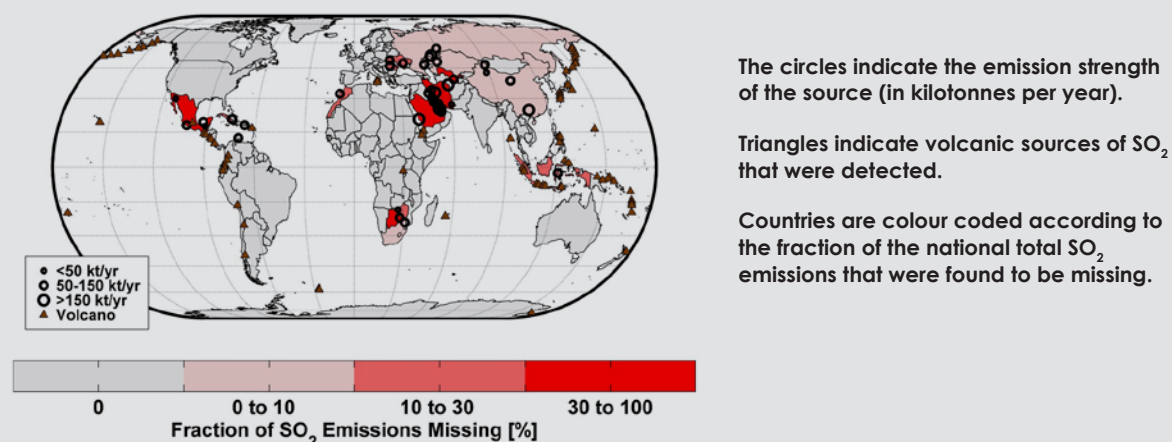 The circles indicate the emission strength
of the source (in kilotonnes per year).
Triangles indicate volcanic sources of SO2
that were detected.
Countries are colour coded according to
the fraction of the national total SO2
emissions that were found to be missing.
<50 kt/yr
50-150 kt/yr
>150 kt/yr
Volcano
0
0 to 10
10 to 30
30 to 100
Fraction of SO2 Emissions Missing [%]